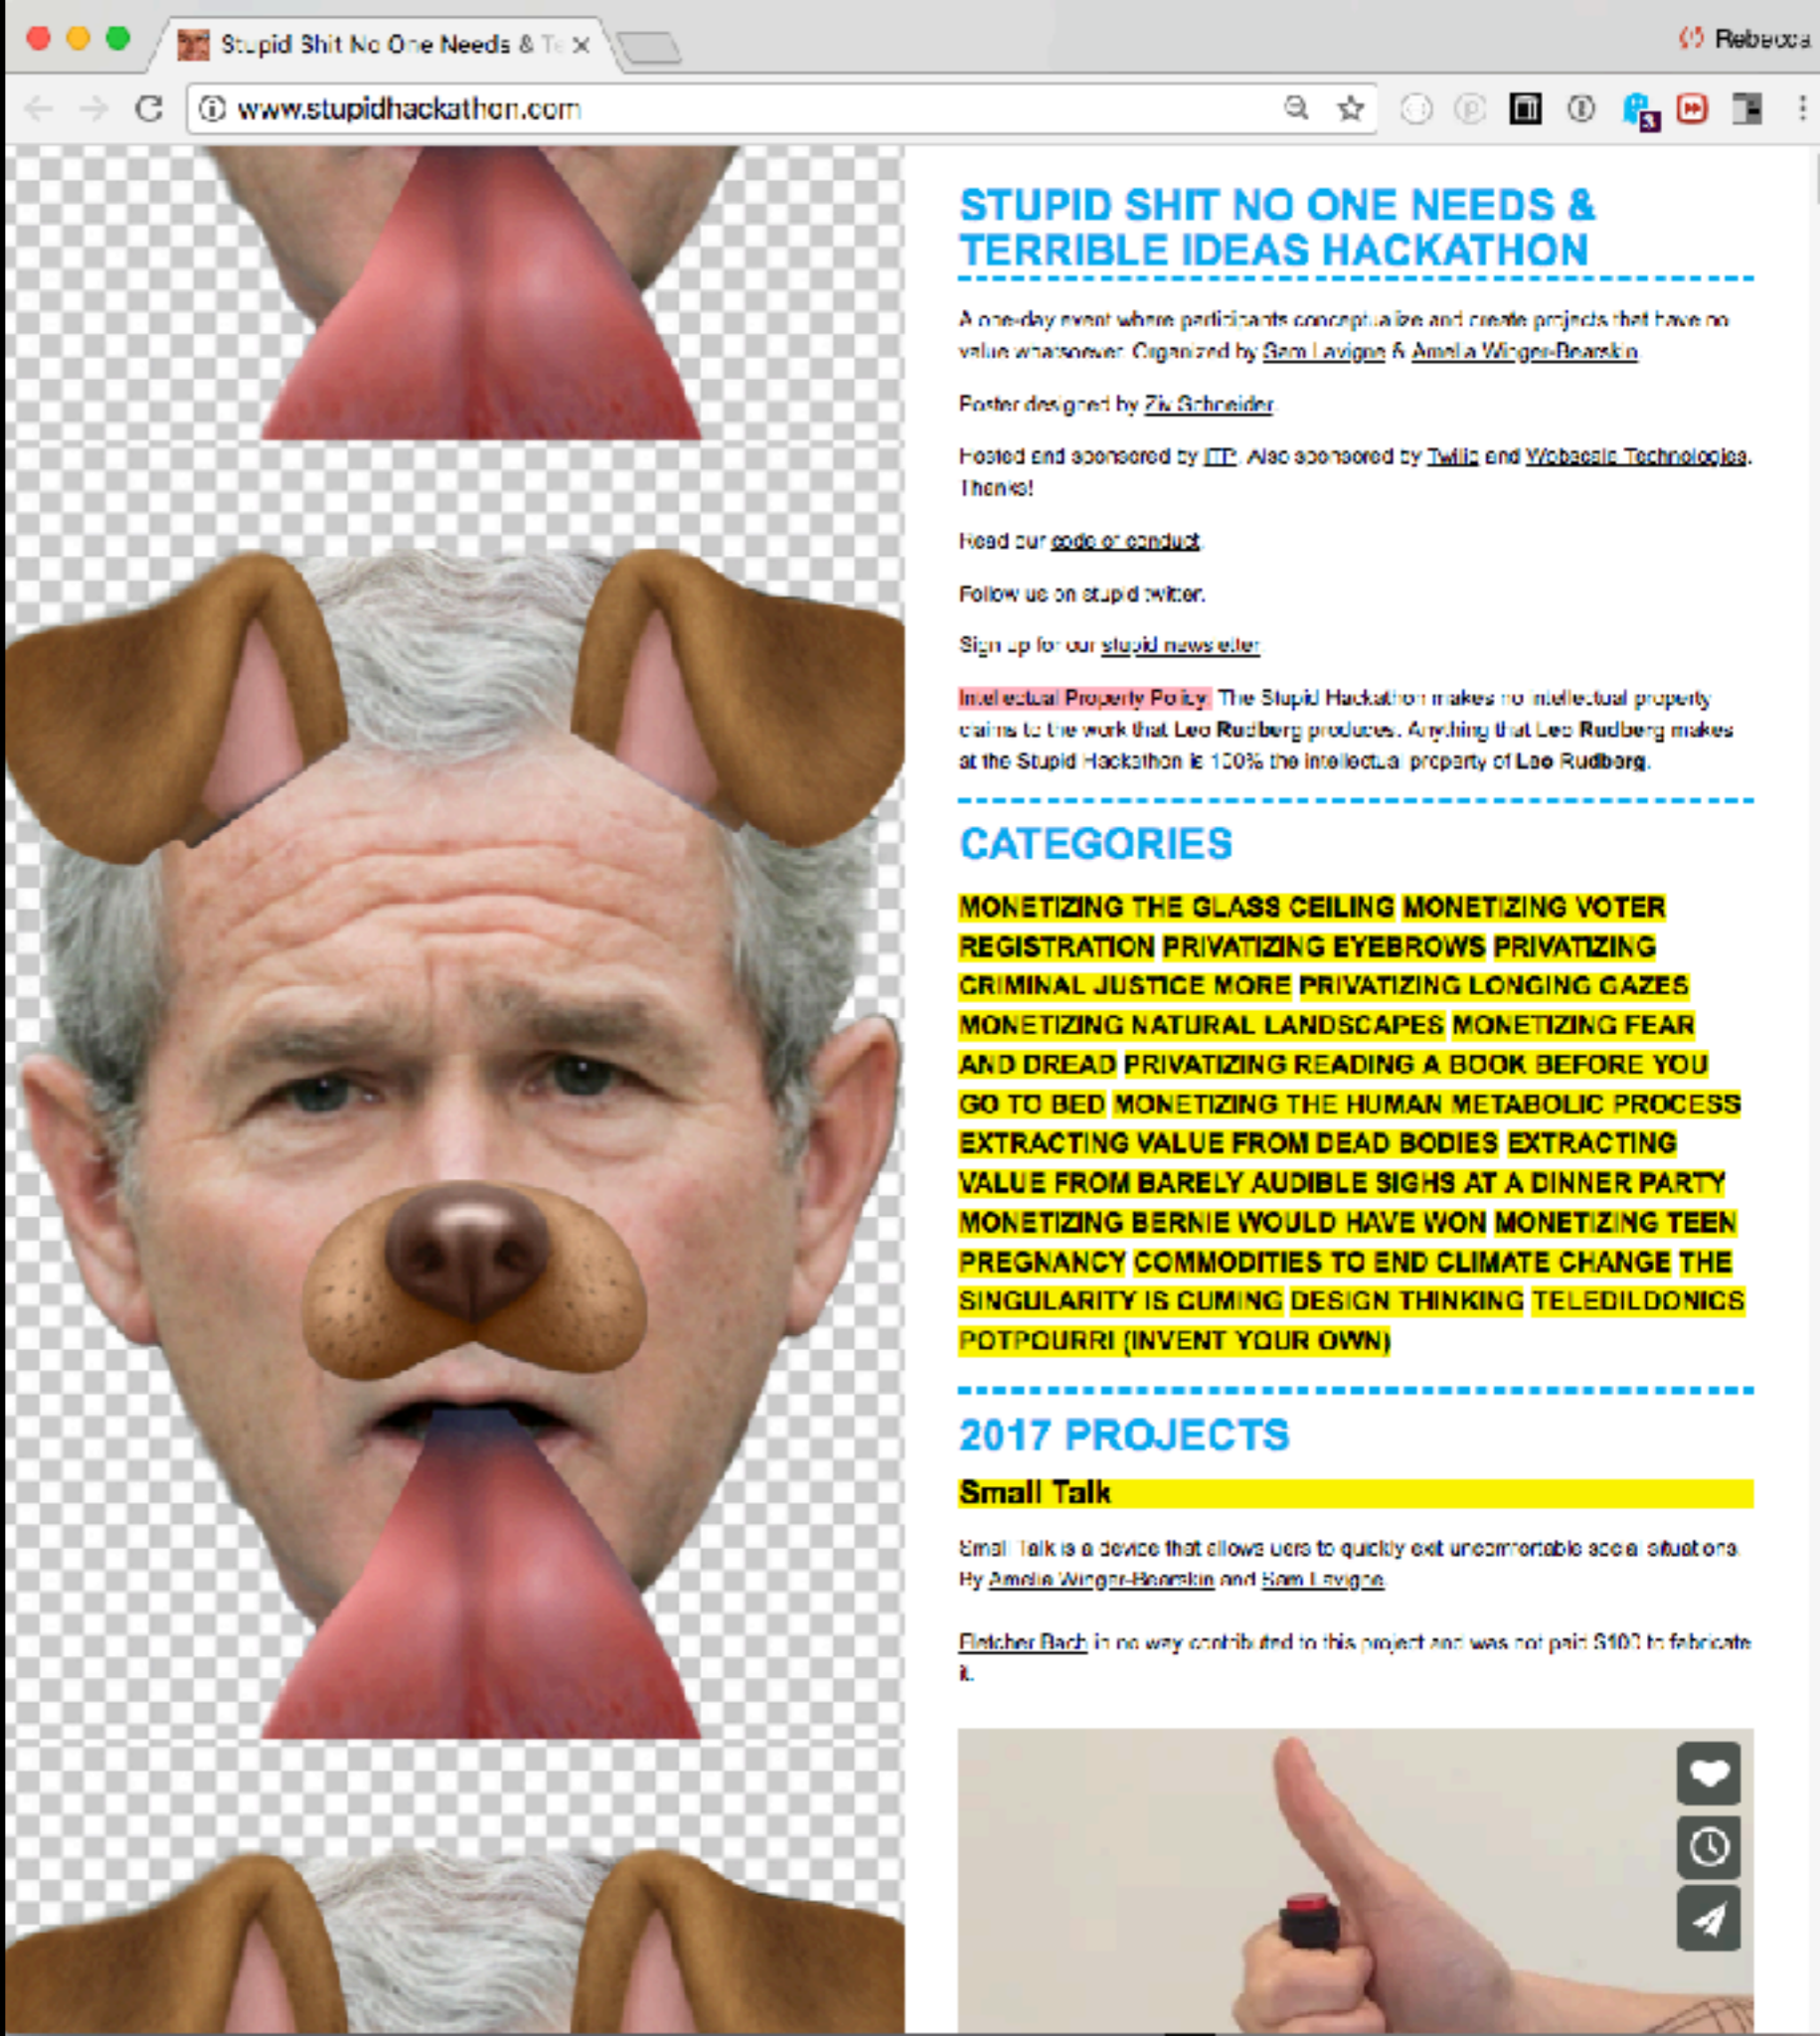 Stupid Shit No One Needs & Te
Rebecca
www.stupidhackathon.com
3
STUPID SHIT NO ONE NEEDS &
TERRIBLE IDEAS HACKATHON
A one-day event where participants conceptualize and create projects that have no
value whatsoever. Organized by Sam Lavigne & Amelia Winger-Bearskin.
Poster designed by Ziv Schneider.
Hosted and sponsored by ITP. Also sponsored by Twilio and Webscale Technologies.
Thanks!
Read our code of conduct.
Follow us on stupid twitter.
Sign up for our stupid newsletter.
Intellectual Property Policy: The Stupid Hackathon makes no intellectual property
claims to the work that Leo Rudberg produces. Anything that Leo Rudberg makes
at the Stupid Hackathon is 100% the intellectual property of Leo Rudberg.
CATEGORIES
MONETIZING THE GLASS CEILING MONETIZING VOTER
REGISTRATION PRIVATIZING EYEBROWS PRIVATIZING
CRIMINAL JUSTICE MORE PRIVATIZING LONGING GAZES
MONETIZING NATURAL LANDSCAPES MONETIZING FEAR
AND DREAD PRIVATIZING READING A BOOK BEFORE YOU
GO TO BED MONETIZING THE HUMAN METABOLIC PROCESS
EXTRACTING VALUE FROM DEAD BODIES EXTRACTING
VALUE FROM BARELY AUDIBLE SIGHS AT A DINNER PARTY
MONETIZING BERNIE WOULD HAVE WON MONETIZING TEEN
PREGNANCY COMMODITIES TO END CLIMATE CHANGE THE
SINGULARITY IS CUMING DESIGN THINKING TELEDILDONICS
POTPOURRI (INVENT YOUR OWN)
2017 PROJECTS
Small Talk
Small Talk is a device that allows uers to quickly exit uncomfortable social situations.
By Amelia Winger-Bearskin and Sam Lavigne.
Fletcher Bach in no way contributed to this project and was not paid $100 to fabricate
it.